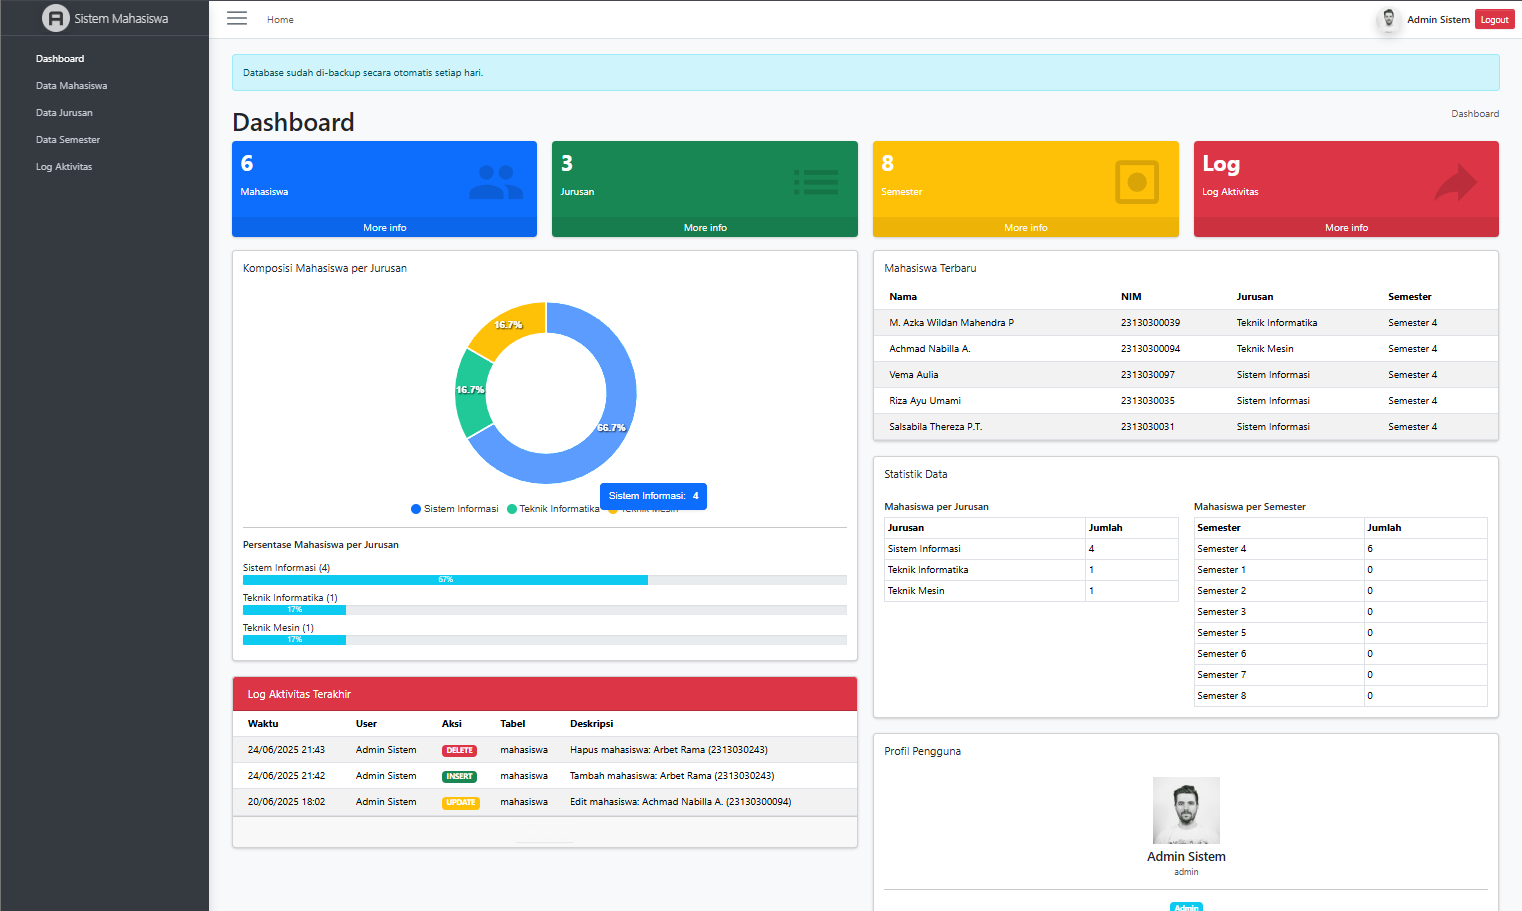 Sistem Mahasiswa
Home
Admin Sistem
Logout
Dashboard
Data Mahasiswa
Data Jurusan
Data Semester
Log Aktivitas
Database sudah di-backup secara otomatis setiap hari.
Dashboard
Dashboard
6
Mahasiswa
More info
3
Jurusan
More info
8
Semester
More info
Log
Log Aktivitas
More info
Komposisi Mahasiswa per Jurusan
16.7%
16.7%
66.7%
Sistem Informasi: 4
Sistem Informasi Teknik Informatika Teknik Mesin
Persentase Mahasiswa per Jurusan
Sistem Informasi (4)
67%
Teknik Informatika (1)
17%
Teknik Mesin (1)
17%
Log Aktivitas Terakhir
Waktu User Aksi Tabel Deskripsi
24/06/2025 21:43 Admin Sistem DELETE mahasiswa Hapus mahasiswa: Arbet Rama (2313030243)
24/06/2025 21:42 Admin Sistem INSERT mahasiswa Tambah mahasiswa: Arbet Rama (2313030243)
20/06/2025 18:02 Admin Sistem UPDATE mahasiswa Edit mahasiswa: Achmad Nabilla A. (23130300094)
Mahasiswa Terbaru
Nama NIM Jurusan Semester
M. Azka Wildan Mahendra P 23130300039 Teknik Informatika Semester 4
Achmad Nabilla A. 23130300094 Teknik Mesin Semester 4
Vema Aulia 2313030097 Sistem Informasi Semester 4
Riza Ayu Umami 2313030035 Sistem Informasi Semester 4
Salsabila Thereza P.T. 2313030031 Sistem Informasi Semester 4
Statistik Data
Mahasiswa per Jurusan
Jurusan Jumlah
Sistem Informasi 4
Teknik Informatika 1
Teknik Mesin 1
Mahasiswa per Semester
Semester Jumlah
Semester 4 6
Semester 1 0
Semester 2 0
Semester 3 0
Semester 5 0
Semester 6 0
Semester 7 0
Semester 8 0
Profil Pengguna
Admin Sistem
admin
Admin